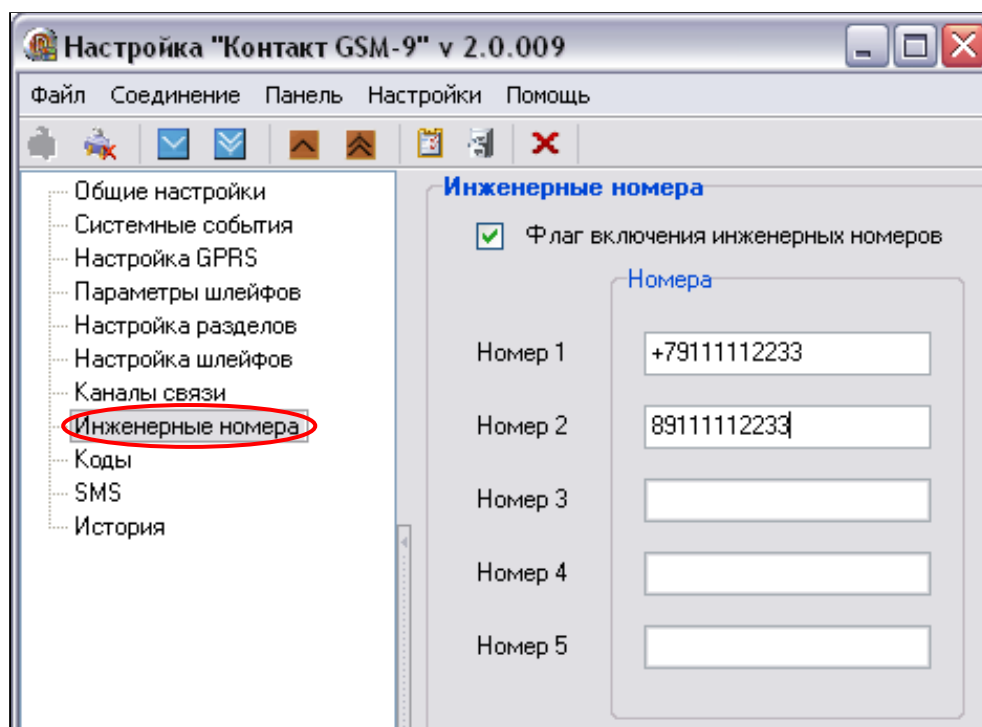 Настройка "Контакт GSM-9" v 2.0.009
Файл Соединение Панель Настройки Помощь
Общие настройки
Системные события
Настройка GPRS
Параметры шлейфов
Настройка разделов
Настройка шлейфов
Каналы связи
Инженерные номера
Коды
SMS
История
Инженерные номера
Флаг включения инженерных номеров
Номера
Номер 1 +79111112233
Номер 2 89111112233
Номер 3
Номер 4
Номер 5